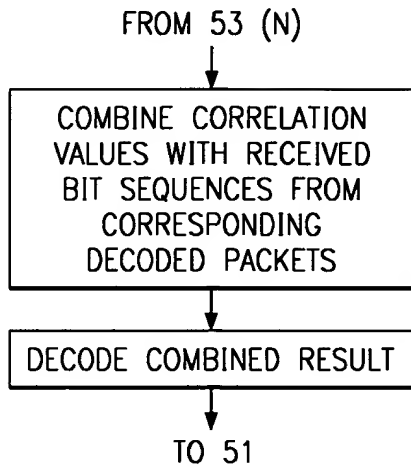 FROM 53 (N)
COMBINE CORRELATION
VALUES WITH RECEIVED
BIT SEQUENCES FROM
CORRESPONDING
DECODED PACKETS
DECODE COMBINED RESULT
TO 51